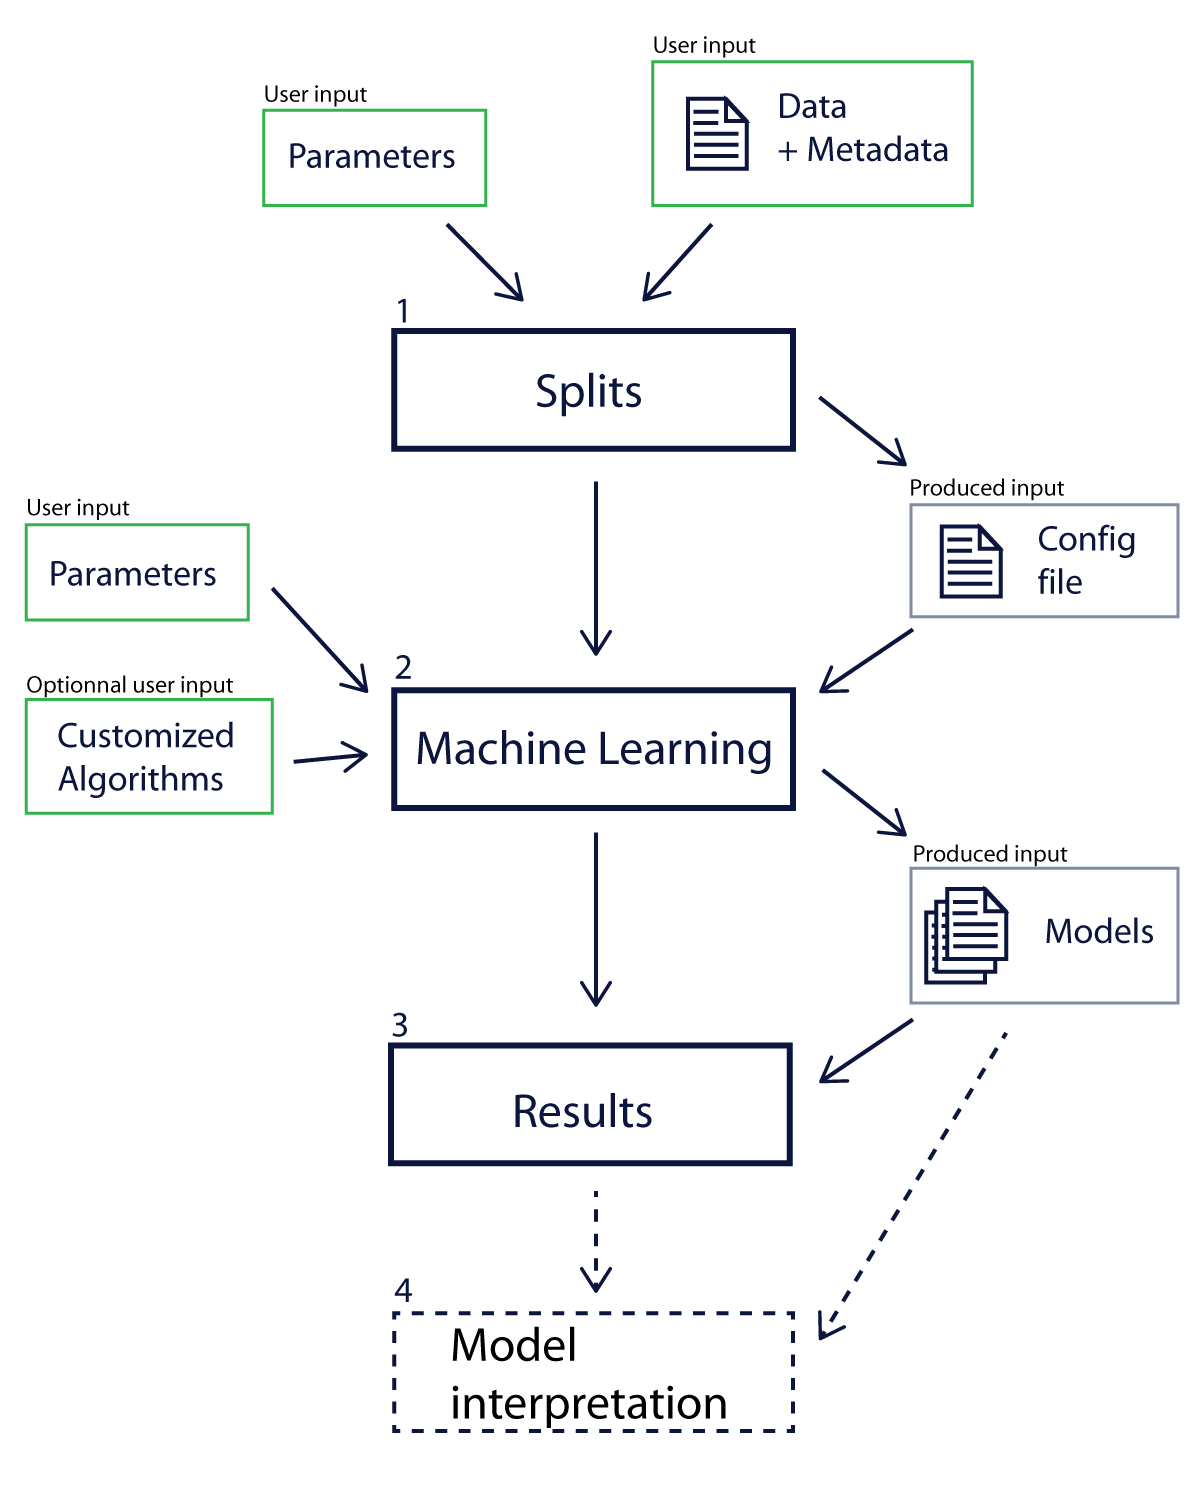 User input
Parameters
User input
Data
+ Metadata
1
Splits
Produced input
Config
file
User input
Parameters
Optionnal user input
Customized
Algorithms
2
Machine Learning
Produced input
Models
3
Results
4
Model
interpretation